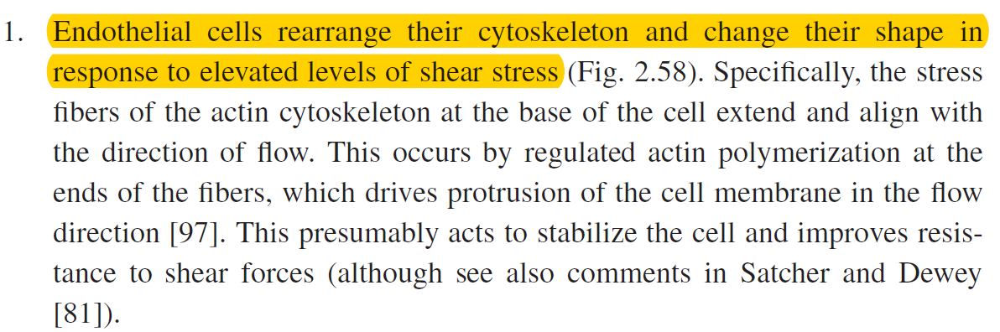 1. Endothelial cells rearrange their cytoskeleton and change their shape in
response to elevated levels of shear stress (Fig. 2.58). Specifically, the stress
fibers of the actin cytoskeleton at the base of the cell extend and align with
the direction of flow. This occurs by regulated actin polymerization at the
ends of the fibers, which drives protrusion of the cell membrane in the flow
direction [97]. This presumably acts to stabilize the cell and improves resis-
tance to shear forces (although see also comments in Satcher and Dewey
[81]).